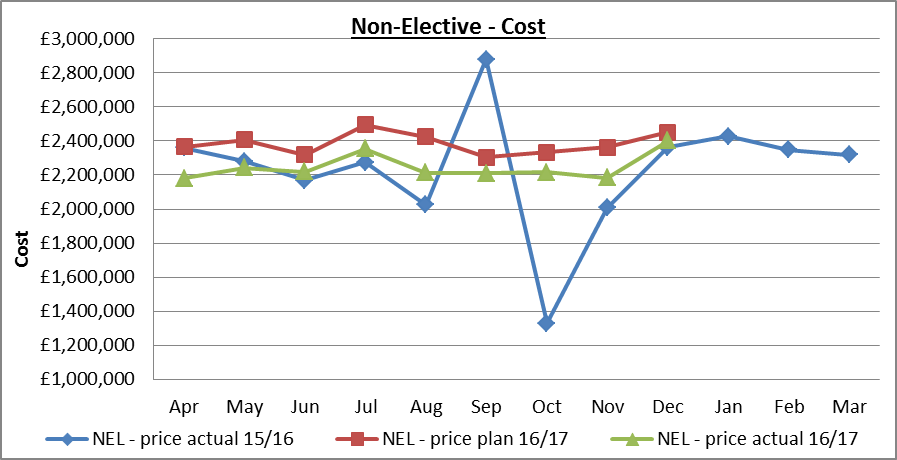 Non-Elective - Cost
£3,000,000
£2,800,000
£2,600,000
£2,400,000
£2,200,000
£2,000,000
£1,800,000
£1,600,000
£1,400,000
£1,200,000
£1,000,000
Cost
Apr May Jun Jul Aug Sep Oct Nov Dec Jan Feb Mar
NEL - price actual 15/16 NEL - price plan 16/17 NEL - price actual 16/17